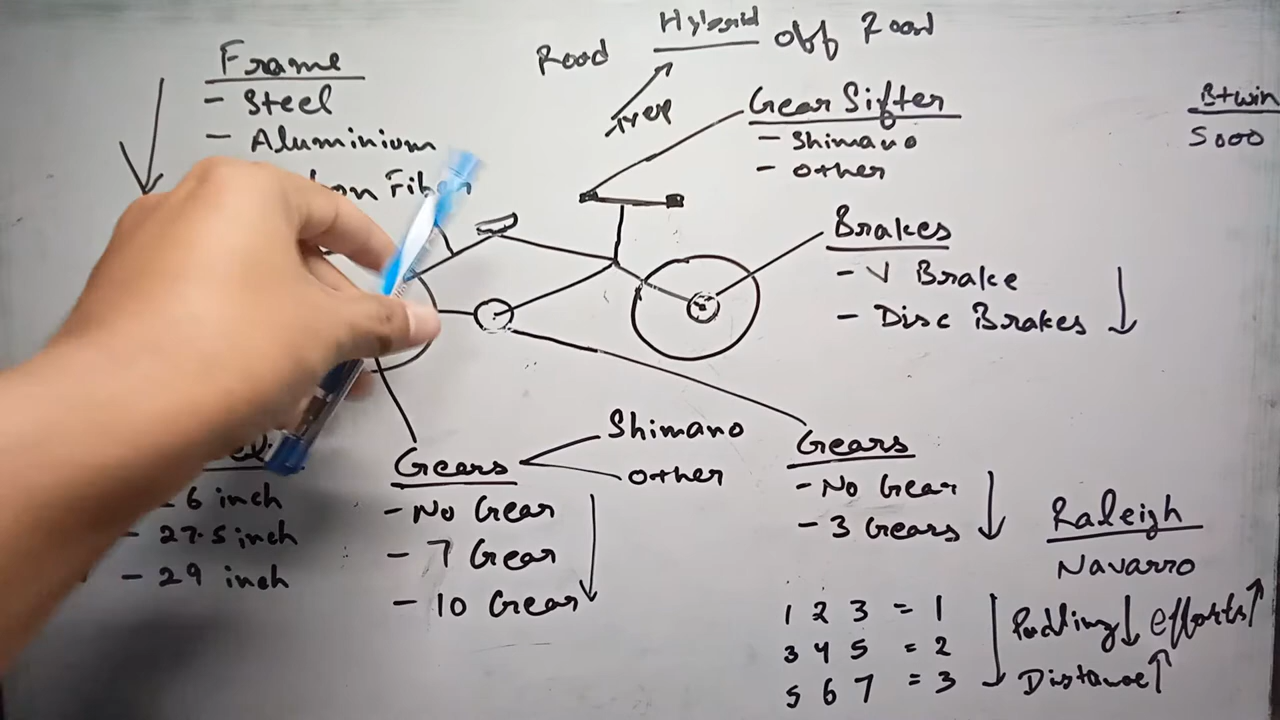 Hybrid
Road
off Road
Frame
- Steel
- Aluminium
Fiber
Gear Sifter
- Shimano
- other
Btwin
5000
Brakes
- V Brake
- Disc Brakes
6 inch
- 27.5 inch
- 29 inch
Gears
Shimano
other
- No Gear
- 7 Gear
- 10 Gear
Gears
- No Gear
- 3 Gears
Raleigh
Navarro
1 2 3 = 1
3 4 5 = 2
5 6 7 = 3
efforts
Distance